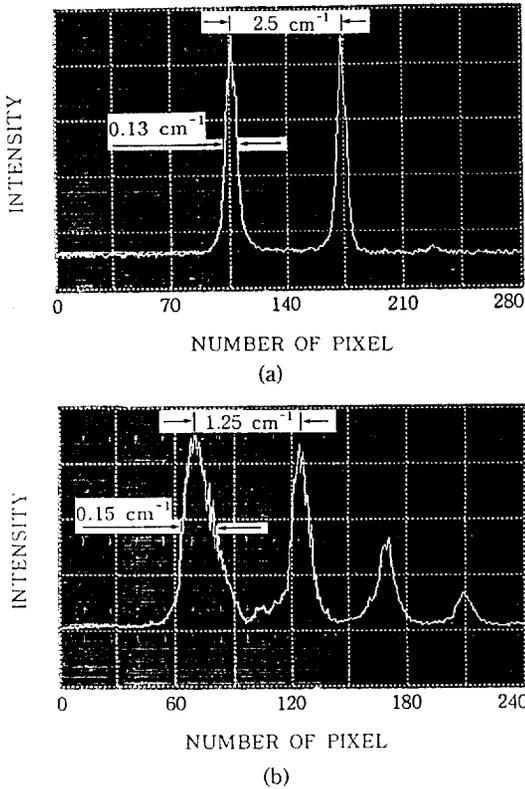 2.5 cm⁻¹
0.13 cm⁻¹
INTENSITY
0 70 140 210 280
NUMBER OF PIXEL
(a)
1.25 cm⁻¹
0.15 cm⁻¹
INTENSITY
0 60 120 180 240
NUMBER OF PIXEL
(b)